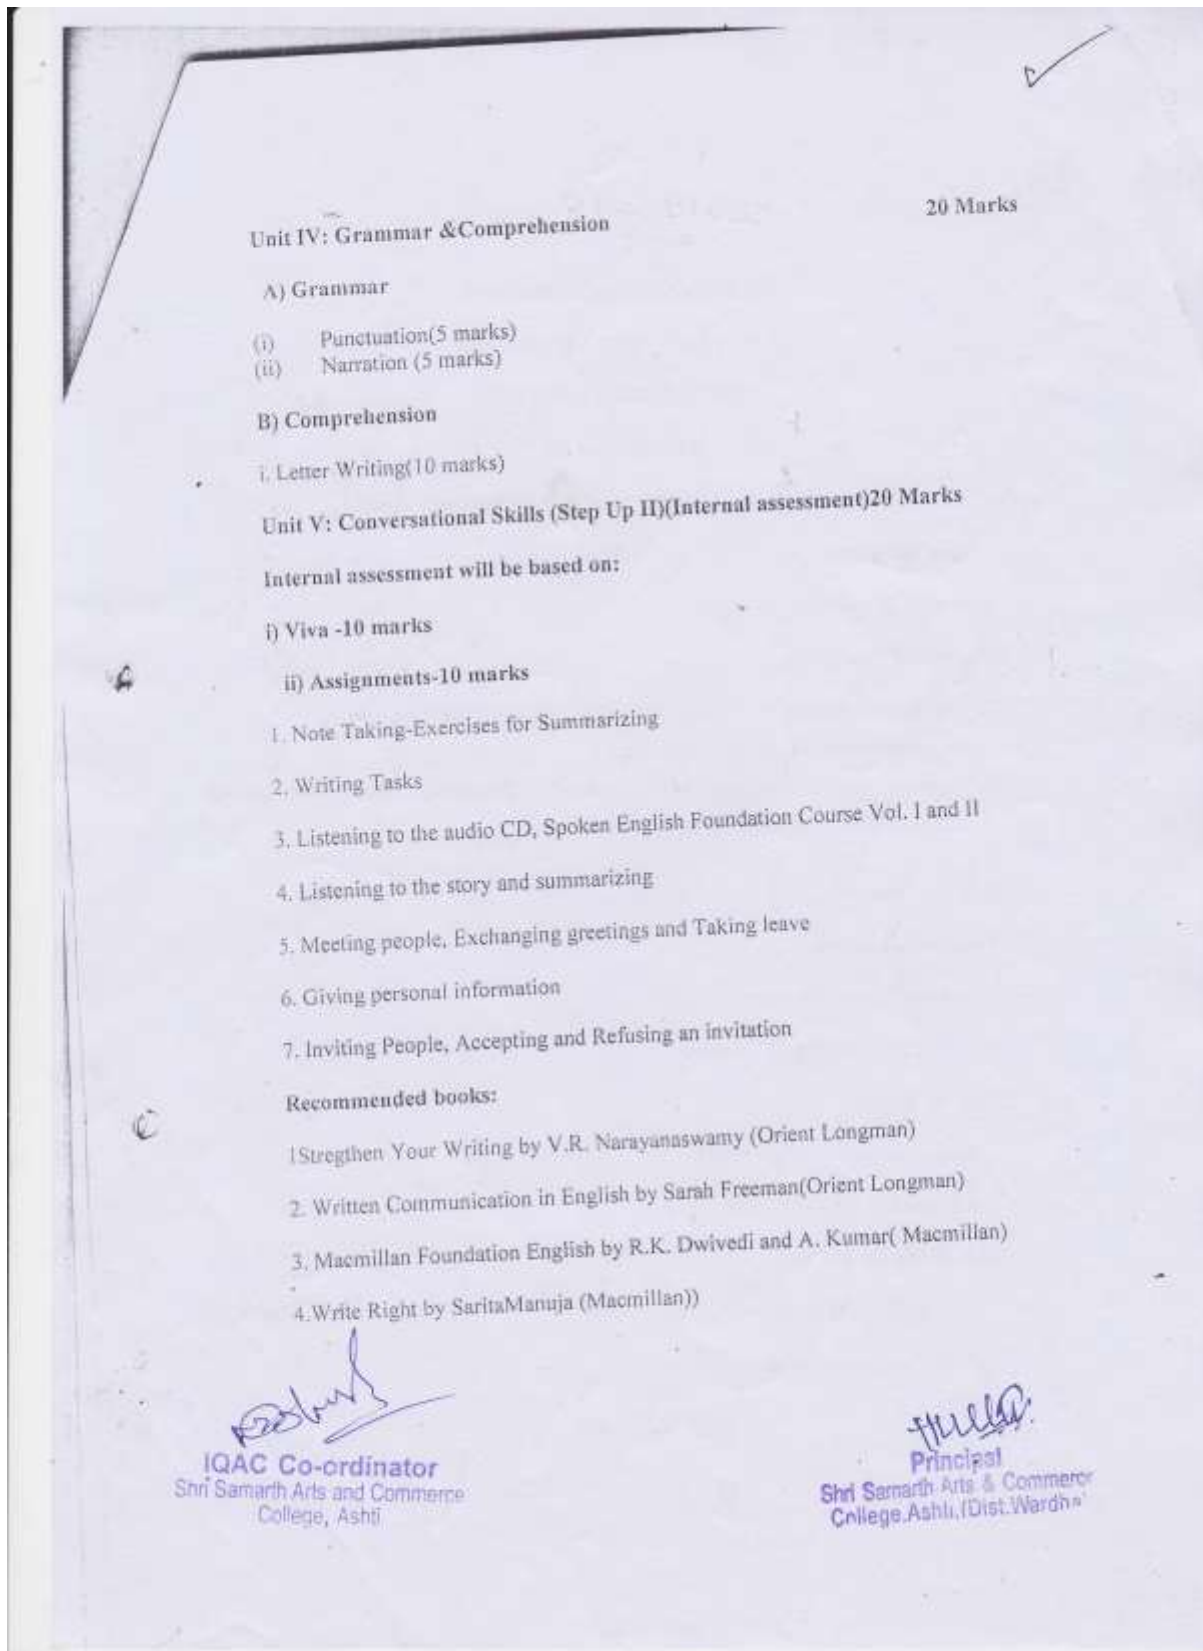 20 Marks
Unit IV: Grammar &Comprehension
A) Grammar
(i) Punctuation(5 marks)
(ii) Narration (5 marks)
B) Comprehension
i. Letter Writing(10 marks)
Unit V: Conversational Skills (Step Up II)(Internal assessment)20 Marks
Internal assessment will be based on:
i) Viva -10 marks
ii) Assignments-10 marks
1. Note Taking-Exercises for Summarizing
2. Writing Tasks
3. Listening to the audio CD, Spoken English Foundation Course Vol. I and II
4. Listening to the story and summarizing
5. Meeting people, Exchanging greetings and Taking leave
6. Giving personal information
7. Inviting People, Accepting and Refusing an invitation
Recommended books:
1Stregthen Your Writing by V.R. Narayanaswamy (Orient Longman)
2. Written Communication in English by Sarah Freeman(Orient Longman)
3. Macmillan Foundation English by R.K. Dwivedi and A. Kumar( Macmillan)
4.Write Right by SaritaManuja (Macmillan))
IQAC Co-ordinator
Shri Samarth Arts and Commerce
College, Ashti
Principal
Shri Samarth Arts & Commerce
College.Ashti,(Dist.Wardha)